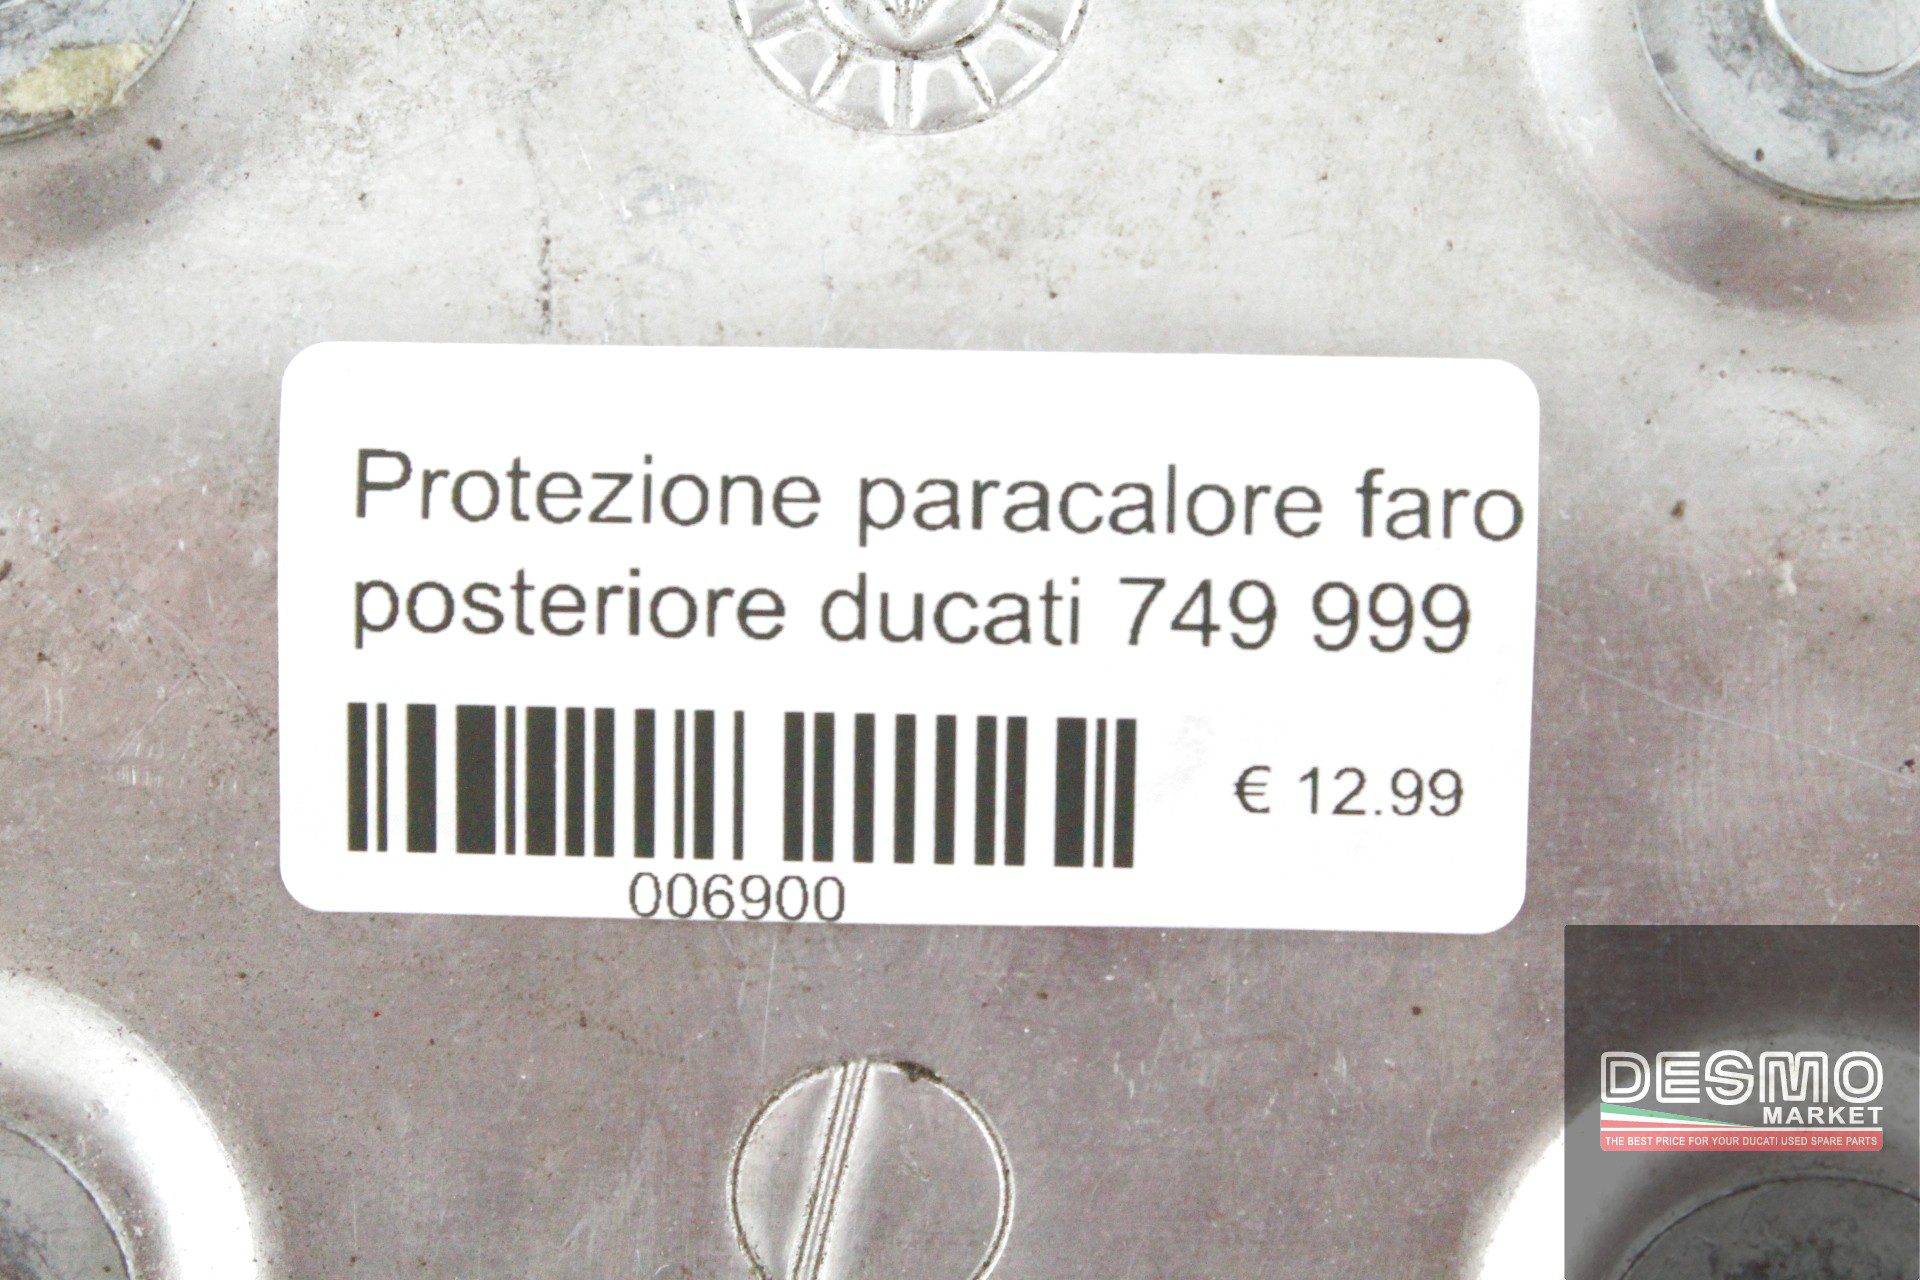 Protezione paracalore faro
posteriore ducati 749 999
€ 12.99
006900
DESMO
MARKET
THE BEST PRICE FOR YOUR DUCATI USED SPARE PARTS